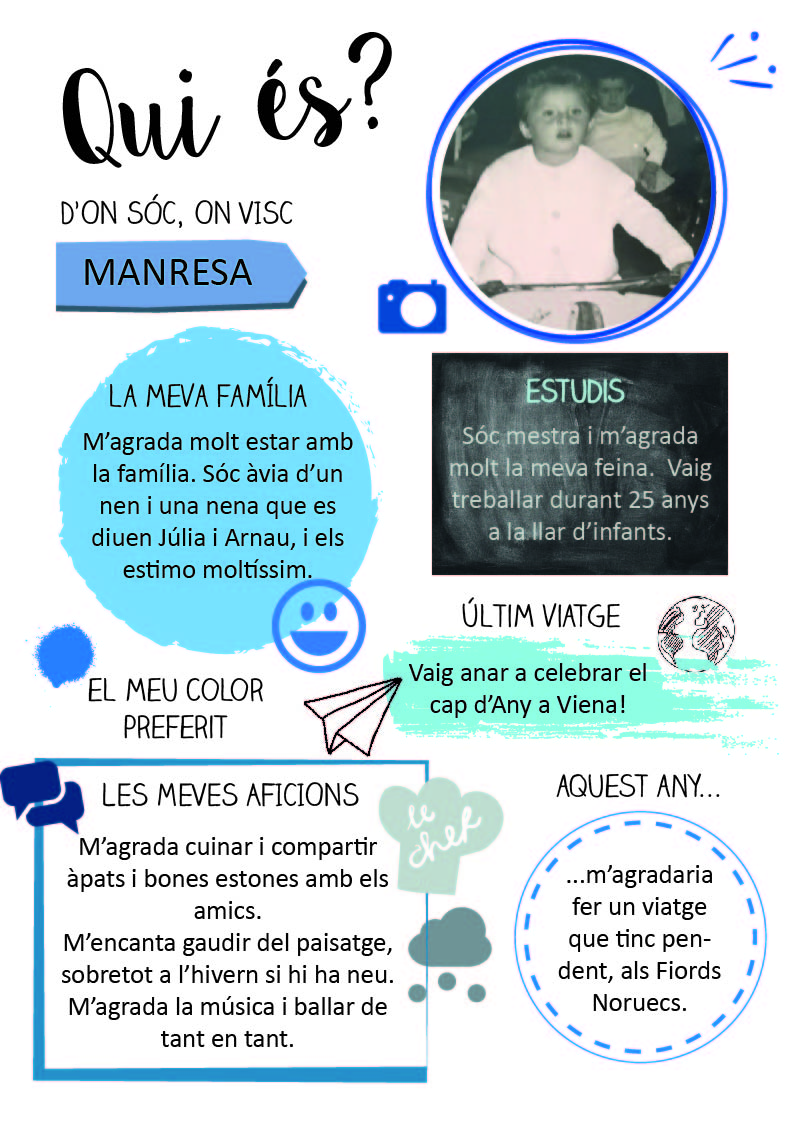 Qui és?
D'ON SÓC, ON VISC
MANRESA
LA MEVA FAMÍLIA
M'agrada molt estar amb
la família. Sóc àvia d'un
nen i una nena que es
diuen Júlia i Arnau, i els
estimo moltíssim.
ESTUDIS
Sóc mestra i m'agrada
molt la meva feina. Vaig
treballar durant 25 anys
a la llar d'infants.
ÚLTIM VIATGE
Vaig anar a celebrar el
cap d'Any a Viena!
EL MEU COLOR
PREFERIT
LES MEVES AFICIONS
M'agrada cuinar i compartir
àpats i bones estones amb els
amics.
M'encanta gaudir del paisatge,
sobretot a l'hivern si hi ha neu.
M'agrada la música i ballar de
tant en tant.
le
chef
AQUEST ANY...
...m'agradaria
fer un viatge
que tinc pen-
dent, als Fiords
Noruecs.